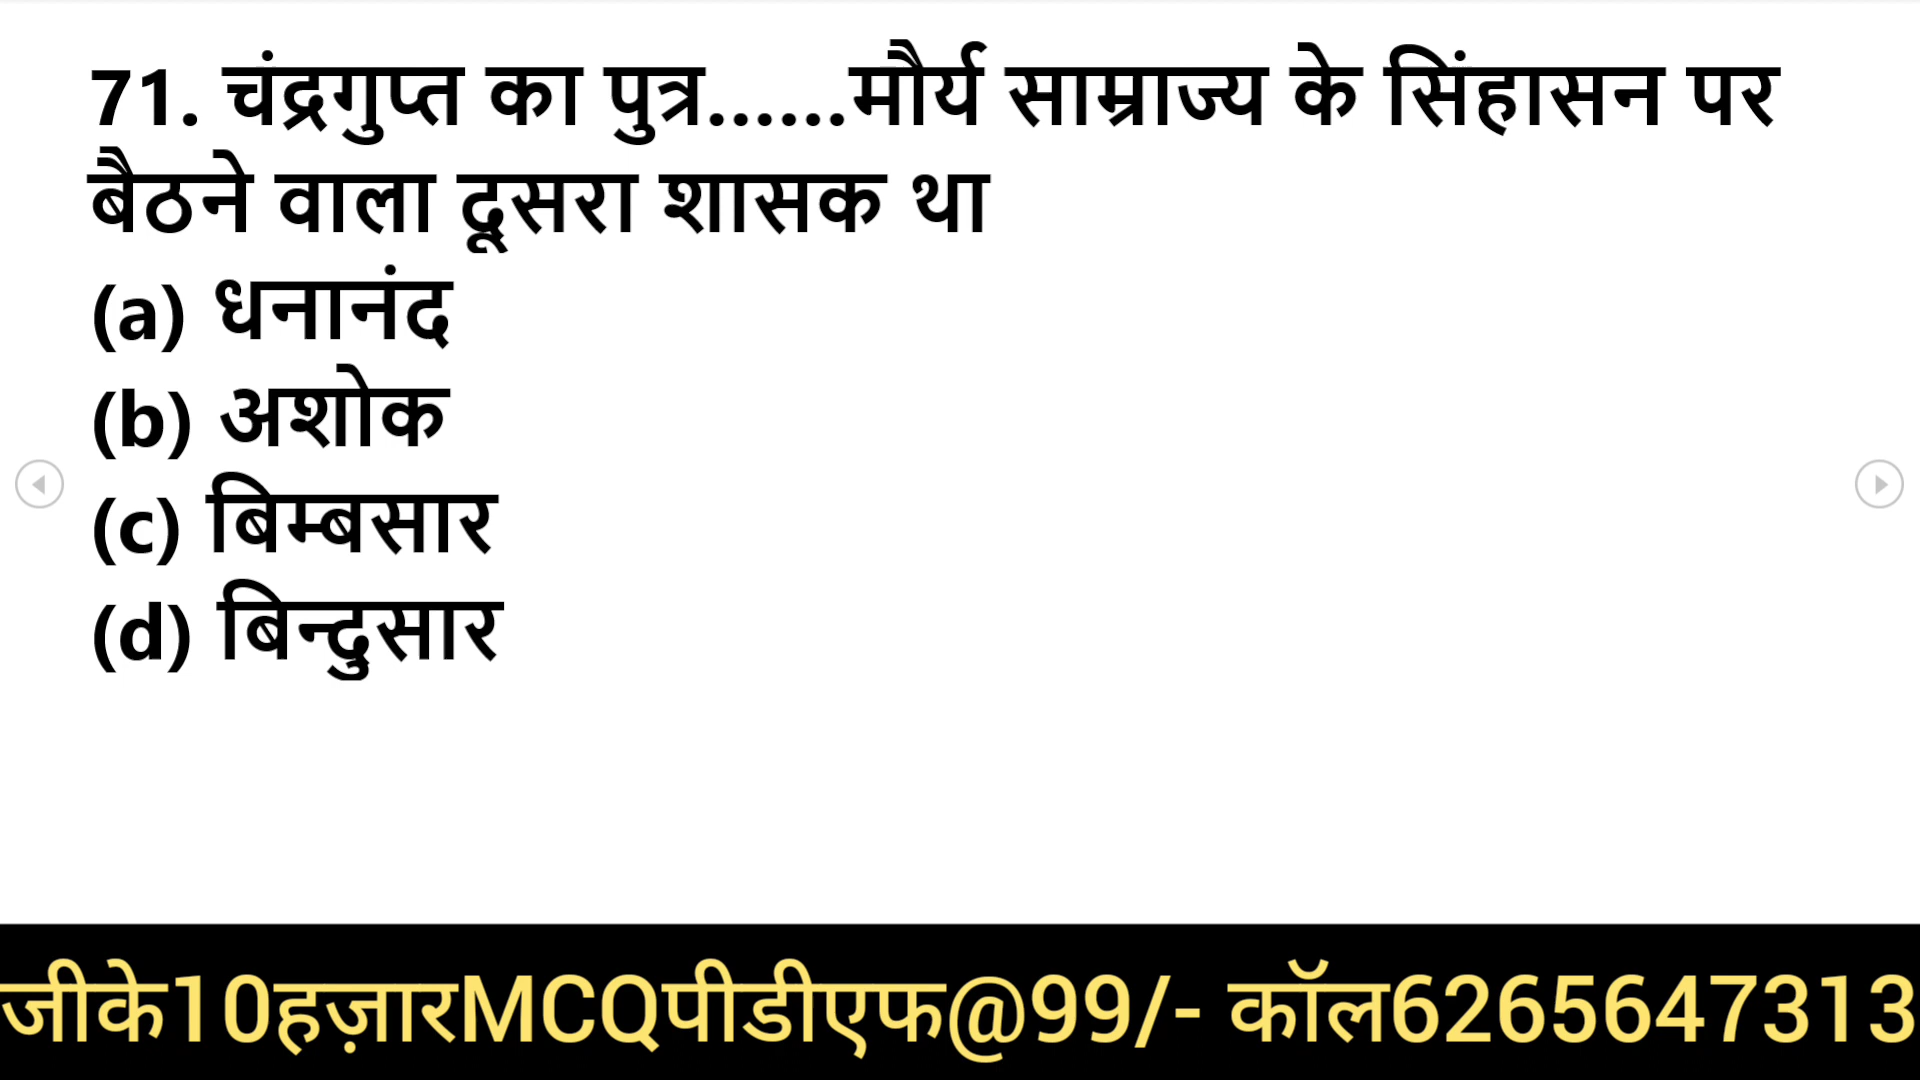 71. चंद्रगुप्त का पुत्र......मौर्य साम्राज्य के सिंहासन पर
बैठने वाला दूसरा शासक था
(a) धनानंद
(b) अशोक
(c) बिम्बसार
(d) बिन्दुसार
जीके10हज़ारMCQपीडीएफ@99/- कॉल6265647313